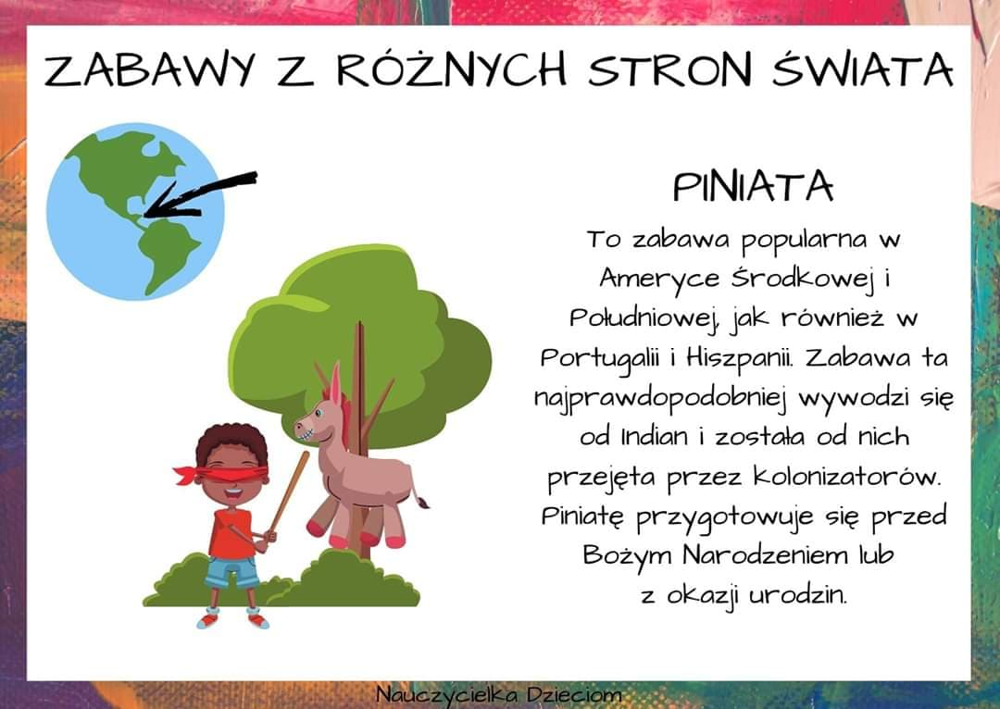 ZABAWY Z RÓŻNYCH STRON ŚWIATA
PINIATA
To zabawa popularna w
Ameryce Środkowej i
Południowej, jak również w
Portugalii i Hiszpanii. Zabawa ta
najprawdopodobniej wywodzi się
od Indian i została od nich
przejęta przez kolonizatorów.
Piniatę przygotowuje się przed
Bożym Narodzeniem lub
z okazji urodzin.
Nauczycielka Dzieciom